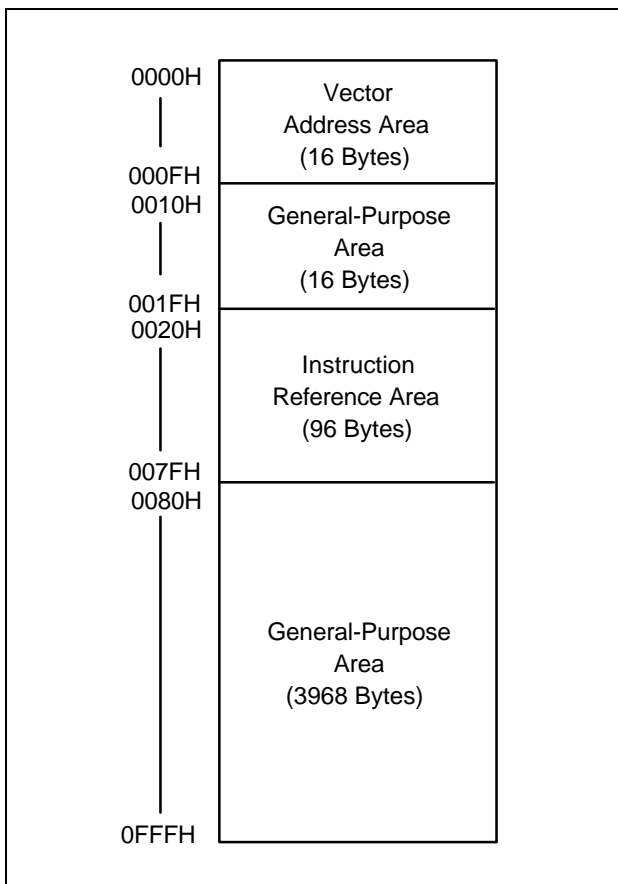 0000H
Vector
Address Area
(16 Bytes)
000FH
0010H
General-Purpose
Area
(16 Bytes)
001FH
0020H
Instruction
Reference Area
(96 Bytes)
007FH
0080H
General-Purpose
Area
(3968 Bytes)
0FFFH